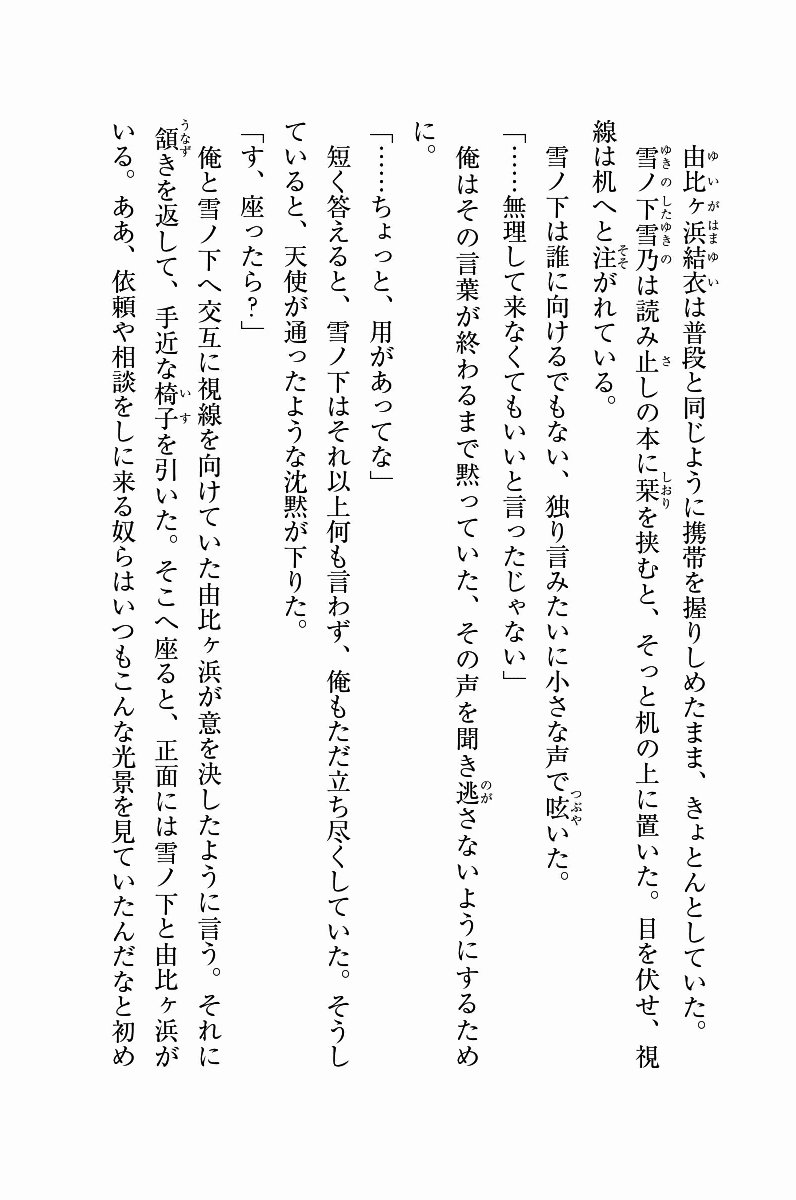 由比ヶ浜結衣は普段と同じように携帯を握りしめたまま、きょとんとしていた。
雪ノ下雪乃は読み止しの本に栞を挟むと、そっと机の上に置いた。目を伏せ、視
線は机へと注がれている。
雪ノ下は誰に向けるでもない、独り言みたいに小さな声で呟いた。
「……無理して来なくてもいいと言ったじゃない」
俺はその言葉が終わるまで黙っていた、その声を聞き逃さないようにするため
に。
「……ちょっと、用があってな」
短く答えると、雪ノ下はそれ以上何も言わず、俺もただ立ち尽くしていた。そうし
ていると、天使が通ったような沈黙が下りた。
「す、座ったら？」
俺と雪ノ下へ交互に視線を向けていた由比ヶ浜が意を決したように言う。それに
頷きを返して、手近な椅子を引いた。そこへ座ると、正面には雪ノ下と由比ヶ浜が
いる。ああ、依頼や相談をしに来る奴らはいつもこんな光景を見ていたんだなと初め